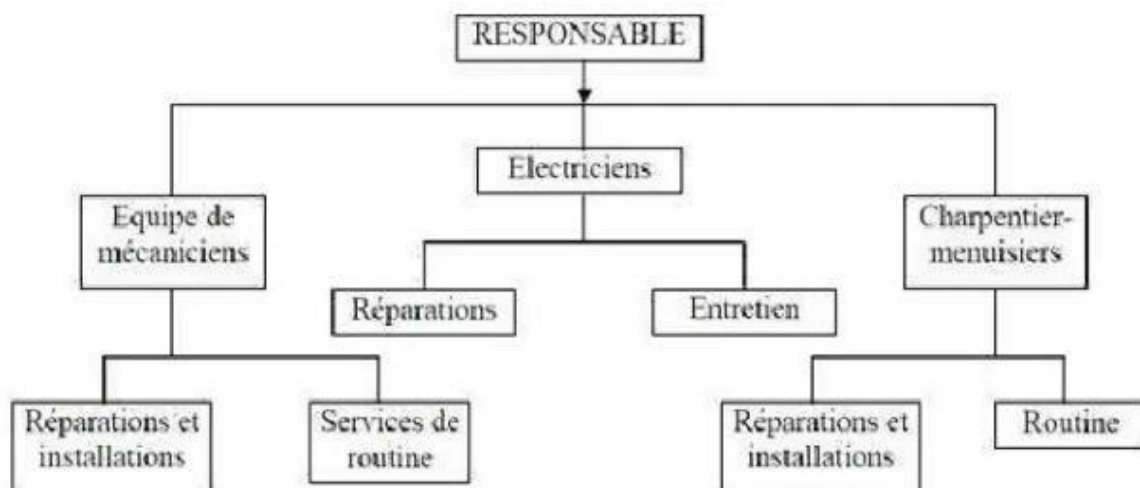 RESPONSABLE
Electriciens
Equipe de
mécaniciens
Charpentier-
menuisiers
Réparations
Entretien
Réparations et
installations
Services de
routine
Réparations et
installations
Routine